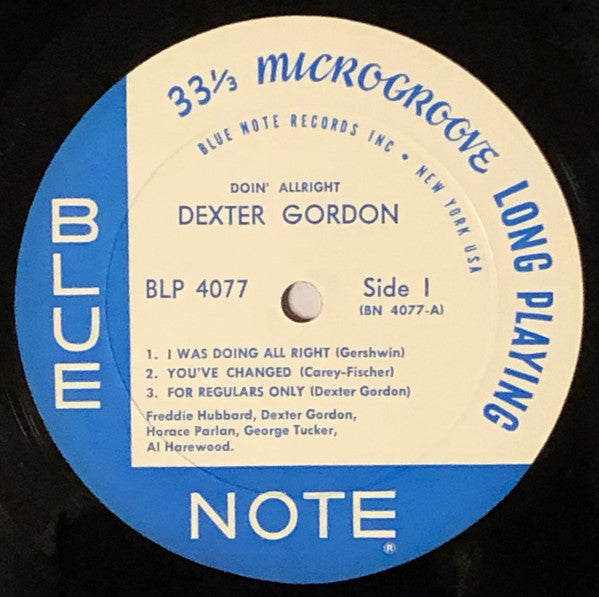 33⅓ MICROGROOVE LONG PLAYING
BLUE NOTE RECORDS INC • NEW YORK USA
DOIN' ALLRIGHT
DEXTER GORDON
BLP 4077
Side 1
(BN 4077-A)
1. I WAS DOING ALL RIGHT (Gershwin)
2. YOU'VE CHANGED (Carey-Fischer)
3. FOR REGULARS ONLY (Dexter Gordon)
Freddie Hubbard, Dexter Gordon,
Horace Parlan, George Tucker,
Al Harewood.
BLUE
NOTE®